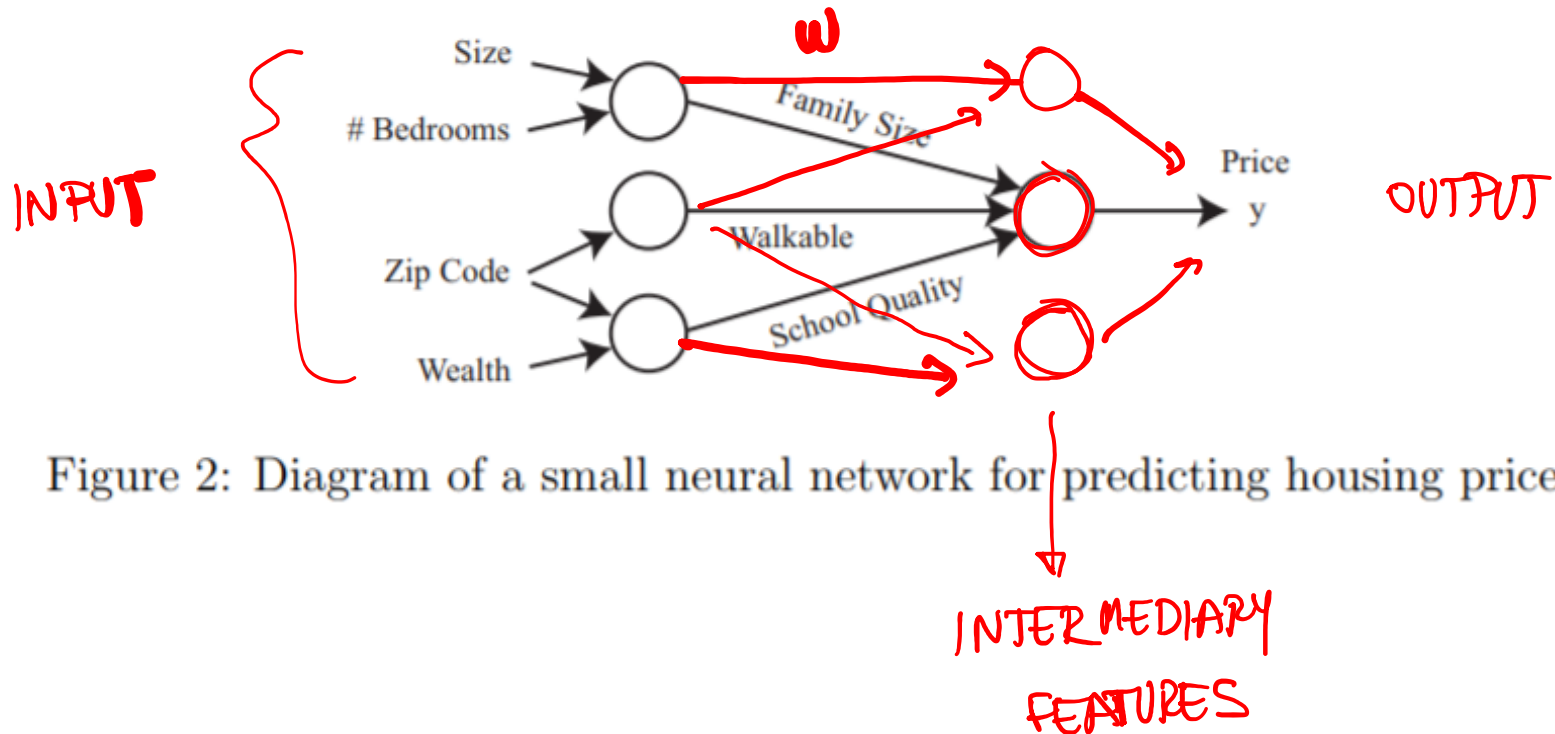 W
Size
Family Size
# Bedrooms
Price
INPUT
OUTPUT
y
Walkable
Zip Code
School Quality
Wealth
Figure 2: Diagram of a small neural network for predicting housing price
INTERMEDIARY
FEATURES